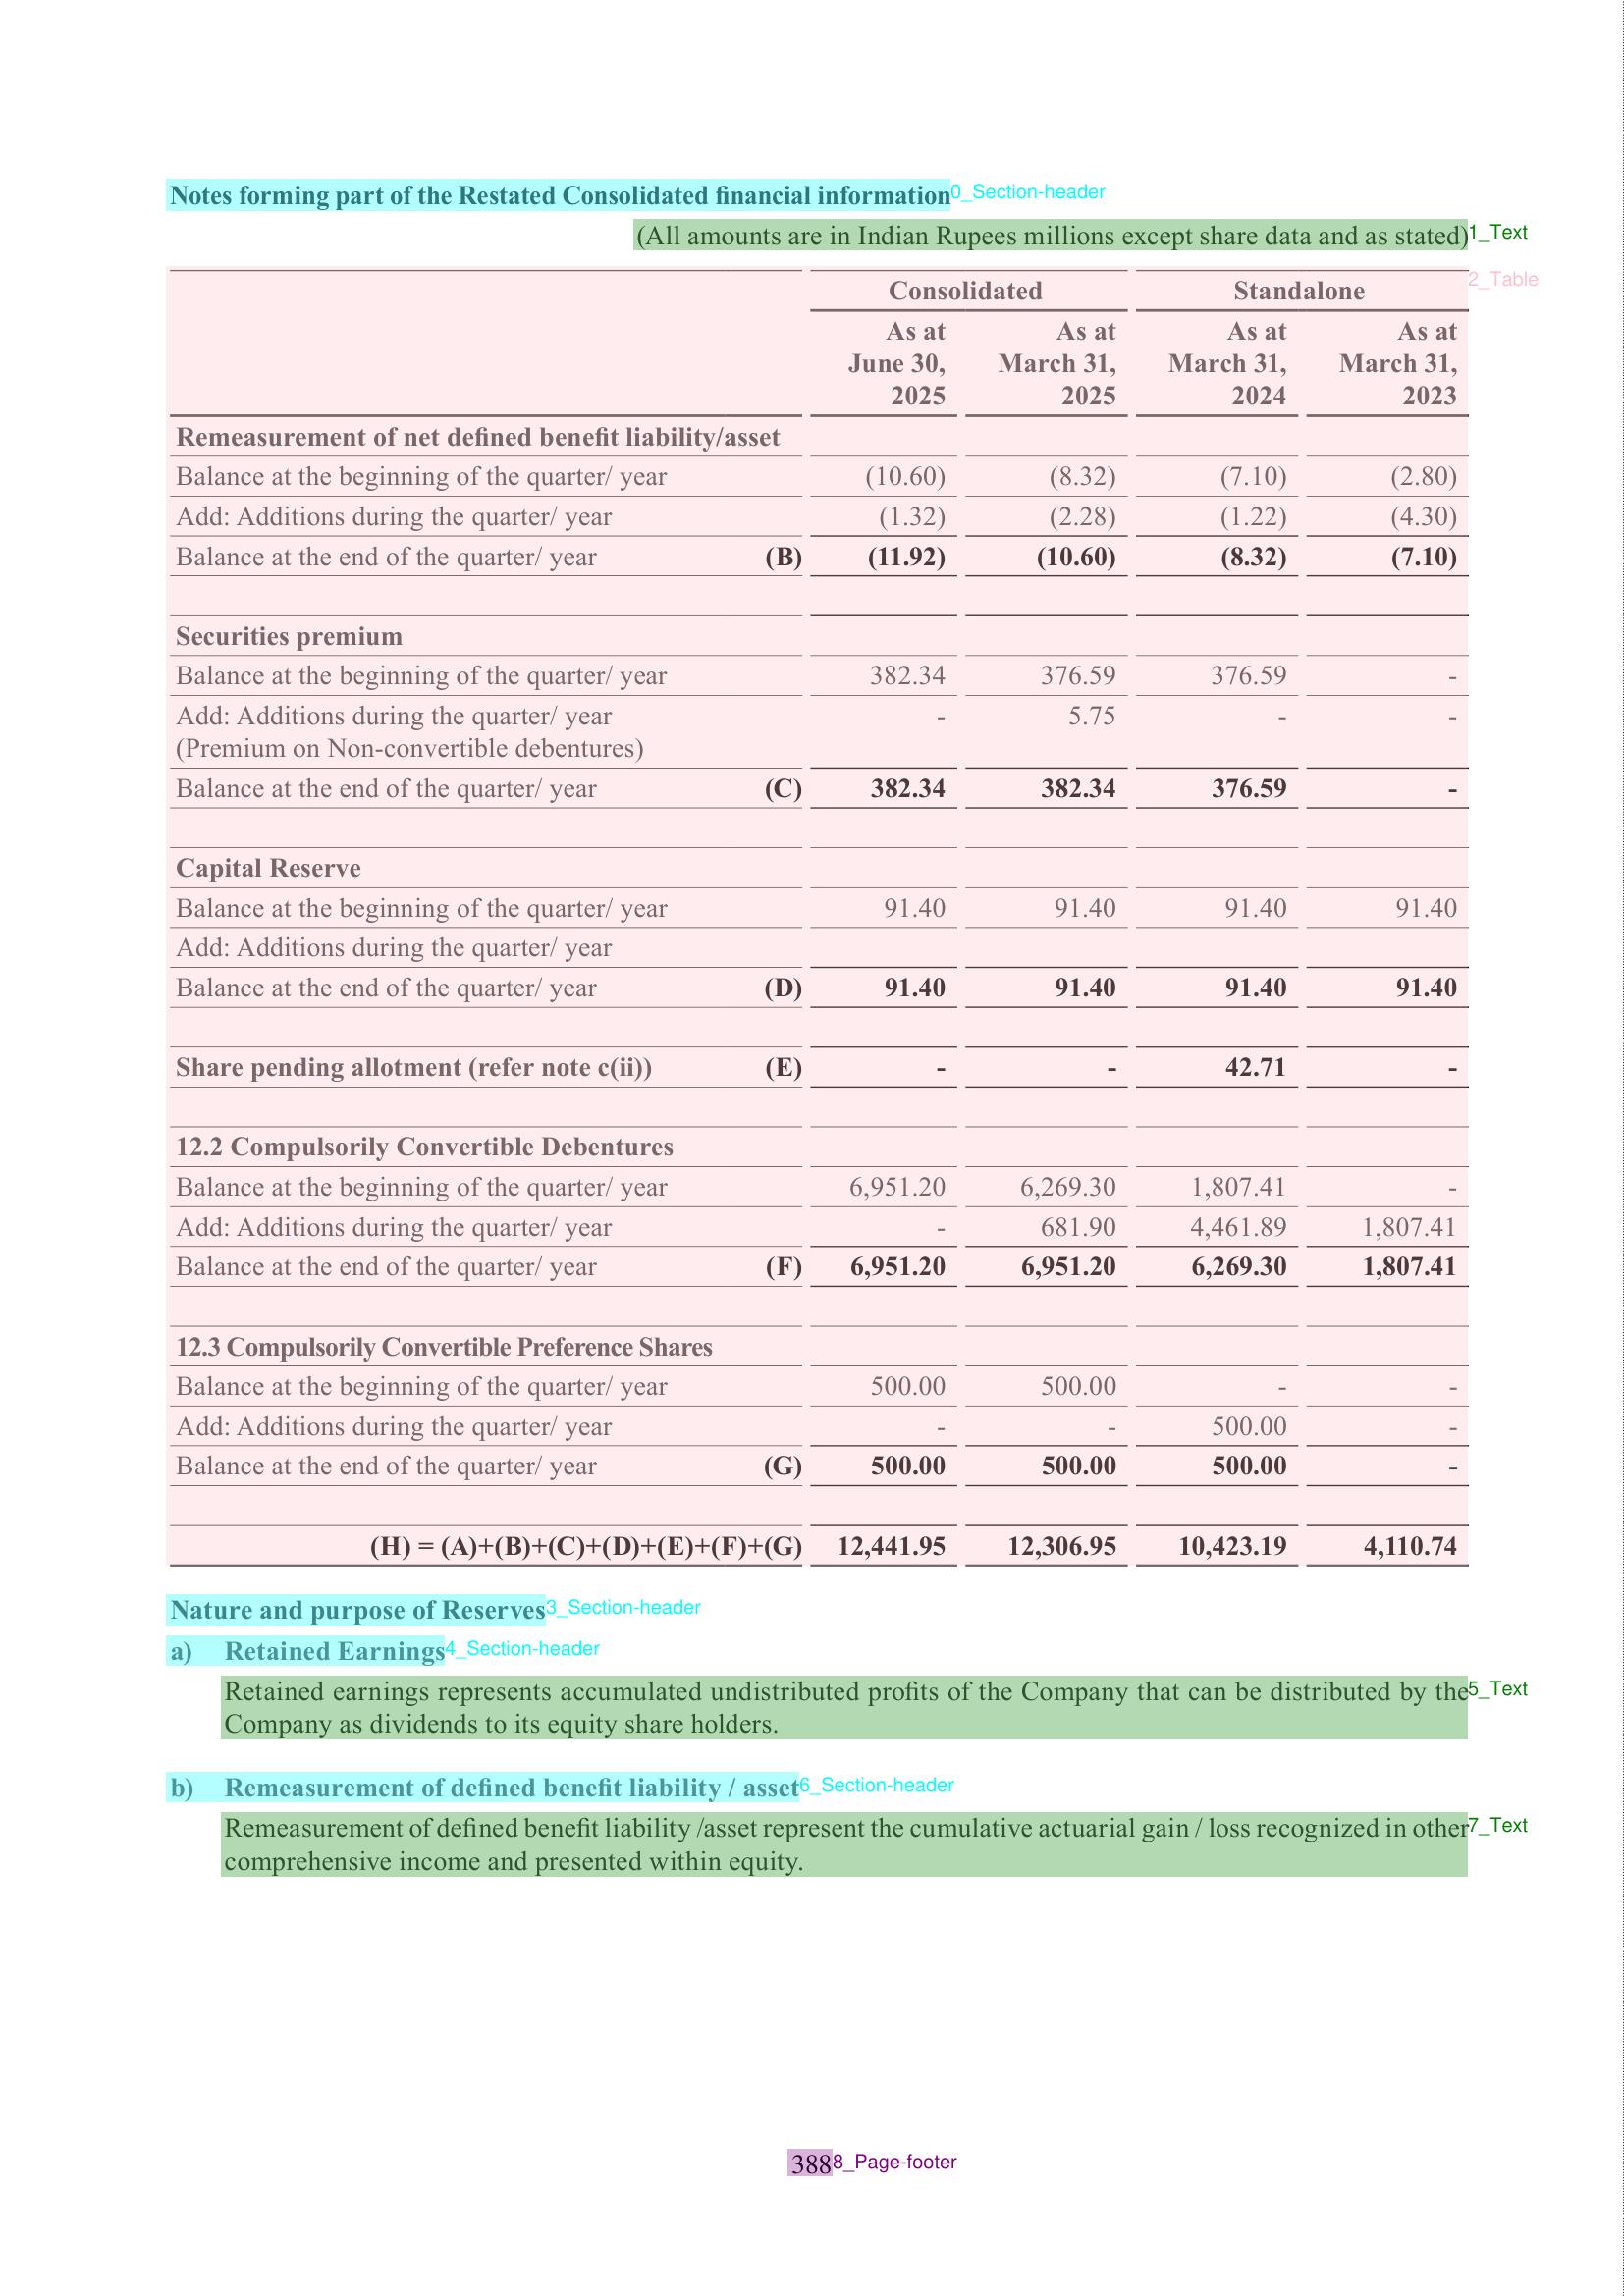 Notes forming part of the Restated Consolidated financial information 0_Section-header
(All amounts are in Indian Rupees millions except share data and as stated) 1_Text
2_Table
Consolidated Standalone
As at June 30, 2025 As at March 31, 2025 As at March 31, 2024 As at March 31, 2023
Remeasurement of net defined benefit liability/asset
Balance at the beginning of the quarter/ year (10.60) (8.32) (7.10) (2.80)
Add: Additions during the quarter/ year (1.32) (2.28) (1.22) (4.30)
Balance at the end of the quarter/ year (B) (11.92) (10.60) (8.32) (7.10)
Securities premium
Balance at the beginning of the quarter/ year 382.34 376.59 376.59 -
Add: Additions during the quarter/ year - 5.75 - -
(Premium on Non-convertible debentures)
Balance at the end of the quarter/ year (C) 382.34 382.34 376.59 -
Capital Reserve
Balance at the beginning of the quarter/ year 91.40 91.40 91.40 91.40
Add: Additions during the quarter/ year
Balance at the end of the quarter/ year (D) 91.40 91.40 91.40 91.40
Share pending allotment (refer note c(ii)) (E) - - 42.71 -
12.2 Compulsorily Convertible Debentures
Balance at the beginning of the quarter/ year 6,951.20 6,269.30 1,807.41 -
Add: Additions during the quarter/ year - 681.90 4,461.89 1,807.41
Balance at the end of the quarter/ year (F) 6,951.20 6,951.20 6,269.30 1,807.41
12.3 Compulsorily Convertible Preference Shares
Balance at the beginning of the quarter/ year 500.00 500.00 - -
Add: Additions during the quarter/ year - - 500.00 -
Balance at the end of the quarter/ year (G) 500.00 500.00 500.00 -
(H) = (A)+(B)+(C)+(D)+(E)+(F)+(G) 12,441.95 12,306.95 10,423.19 4,110.74
Nature and purpose of Reserves 3_Section-header
a) Retained Earnings 4_Section-header
Retained earnings represents accumulated undistributed profits of the Company that can be distributed by the 5_Text
Company as dividends to its equity share holders.
b) Remeasurement of defined benefit liability / asset 6_Section-header
Remeasurement of defined benefit liability /asset represent the cumulative actuarial gain / loss recognized in other 7_Text
comprehensive income and presented within equity.
388 8_Page-footer